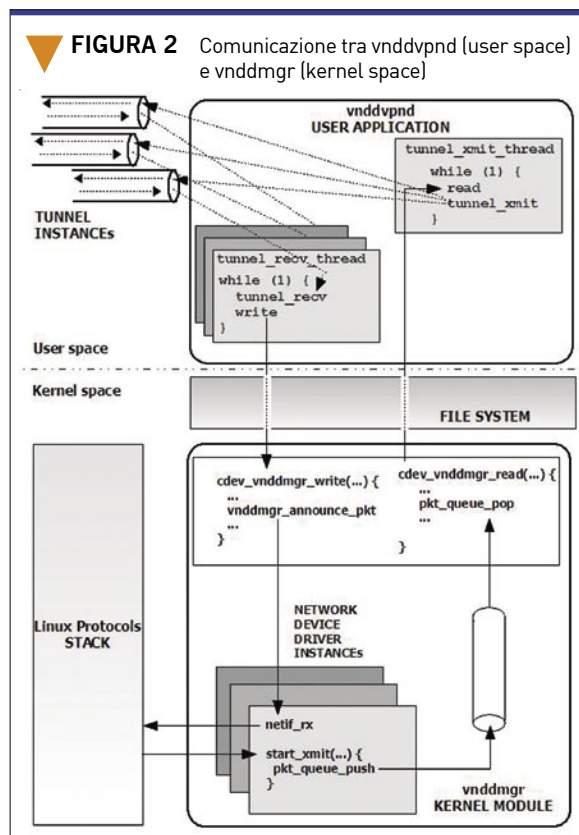 FIGURA 2 Comunicazione tra vnddvpnd (user space)
e vnddmgr (kernel space)
vnddvpnd
USER APPLICATION
tunnel_xmit_thread
while (1) {
read
tunnel_xmit
}
TUNNEL
INSTANCEs
tunnel_recv_thread
while (1) {
tunnel_recv
write
}
User space
Kernel space
FILE SYSTEM
cdev_vnddmgr_write(...) {
...
vnddmgr_announce_pkt
...
}
cdev_vnddmgr_read(...) {
...
pkt_queue_pop
...
}
Linux Protocols
STACK
NETWORK
DEVICE
DRIVER
INSTANCEs
netif_rx
start_xmit(...) {
pkt_queue_push
}
vnddmgr
KERNEL MODULE